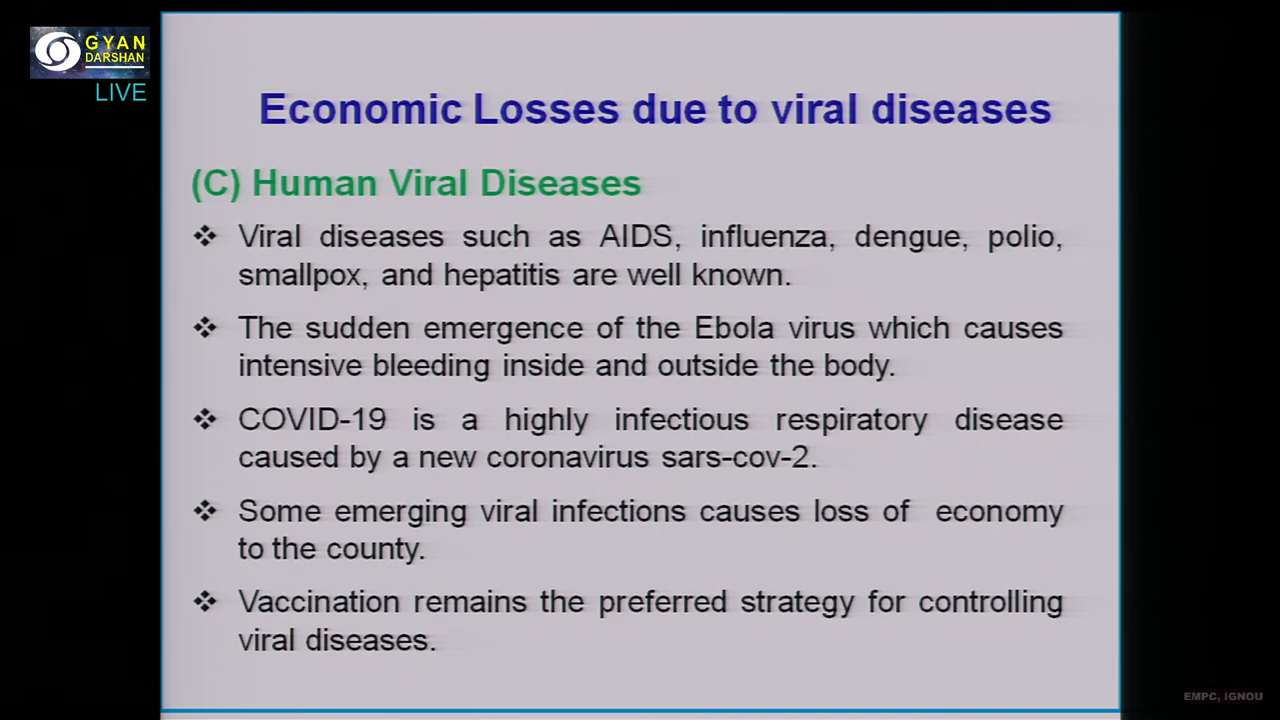 GYAN
DARSHAN
LIVE
Economic Losses due to viral diseases
(C) Human Viral Diseases
❖ Viral diseases such as AIDS, influenza, dengue, polio,
smallpox, and hepatitis are well known.
❖ The sudden emergence of the Ebola virus which causes
intensive bleeding inside and outside the body.
❖ COVID-19 is a highly infectious respiratory disease
caused by a new coronavirus sars-cov-2.
❖ Some emerging viral infections causes loss of economy
to the county.
❖ Vaccination remains the preferred strategy for controlling
viral diseases.
EMPC, IGNOU